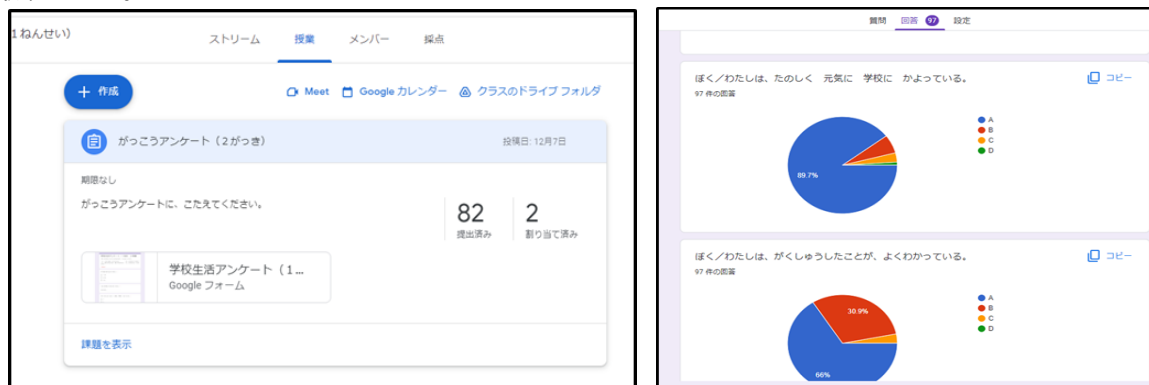 1ねんせい)
ストリーム 授業 メンバー 採点
+ 作成
Meet Google カレンダー クラスのドライブ フォルダ
がっこうアンケート(2がつき)
投稿日: 12月7日
期限なし
がっこうアンケートに、こたえてください。
82
提出済み
2
割り当て済み
学校生活アンケート(1...
Google フォーム
課題を表示
質問 回答 97 設定
ぼく/わたしは、たのしく 元気に 学校に かよっている。
コピー
97 件の回答
A
B
C
D
89.7%
ぼく/わたしは、がくしゅうしたことが、よくわかっている。
コピー
97 件の回答
A
B
C
D
30.9%
66%